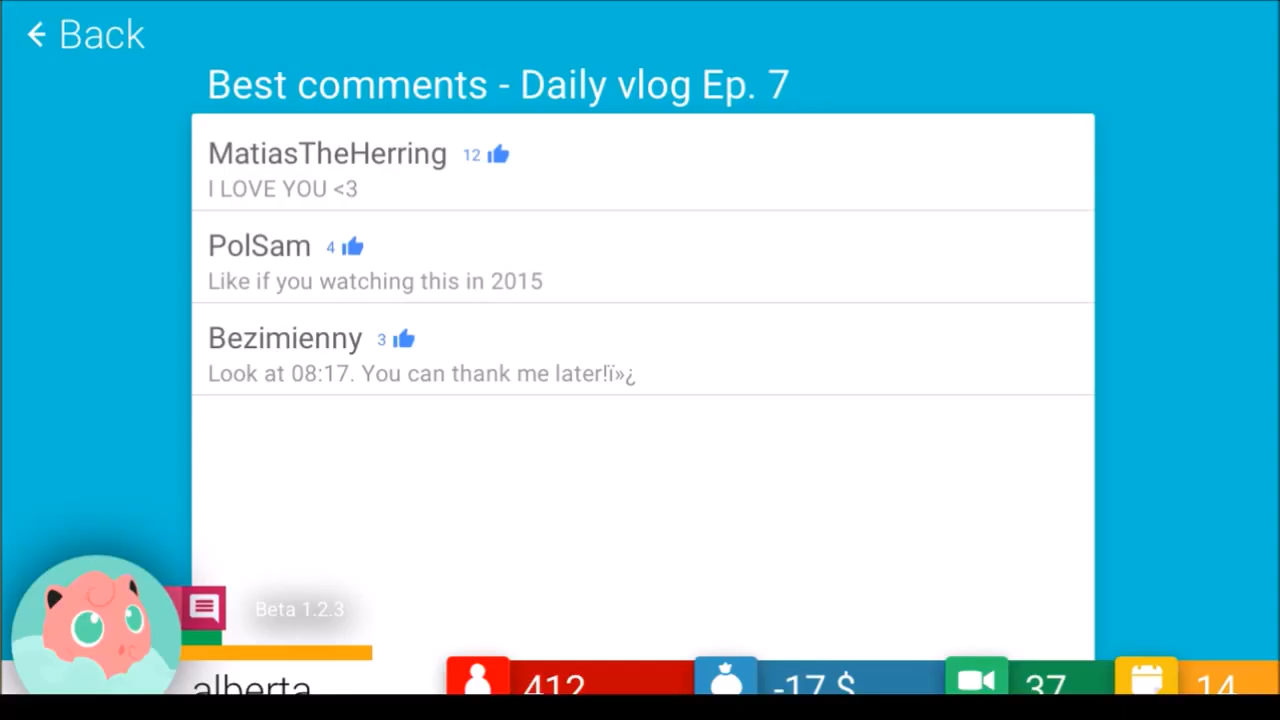 Back
Best comments - Daily vlog Ep. 7
MatiasTheHerring 12
I LOVE YOU <3
PolSam 4
Like if you watching this in 2015
Bezimienny 3
Look at 08:17. You can thank me later!ï»¿
Beta 1.2.3
alberta 412 -17 $ 37 14